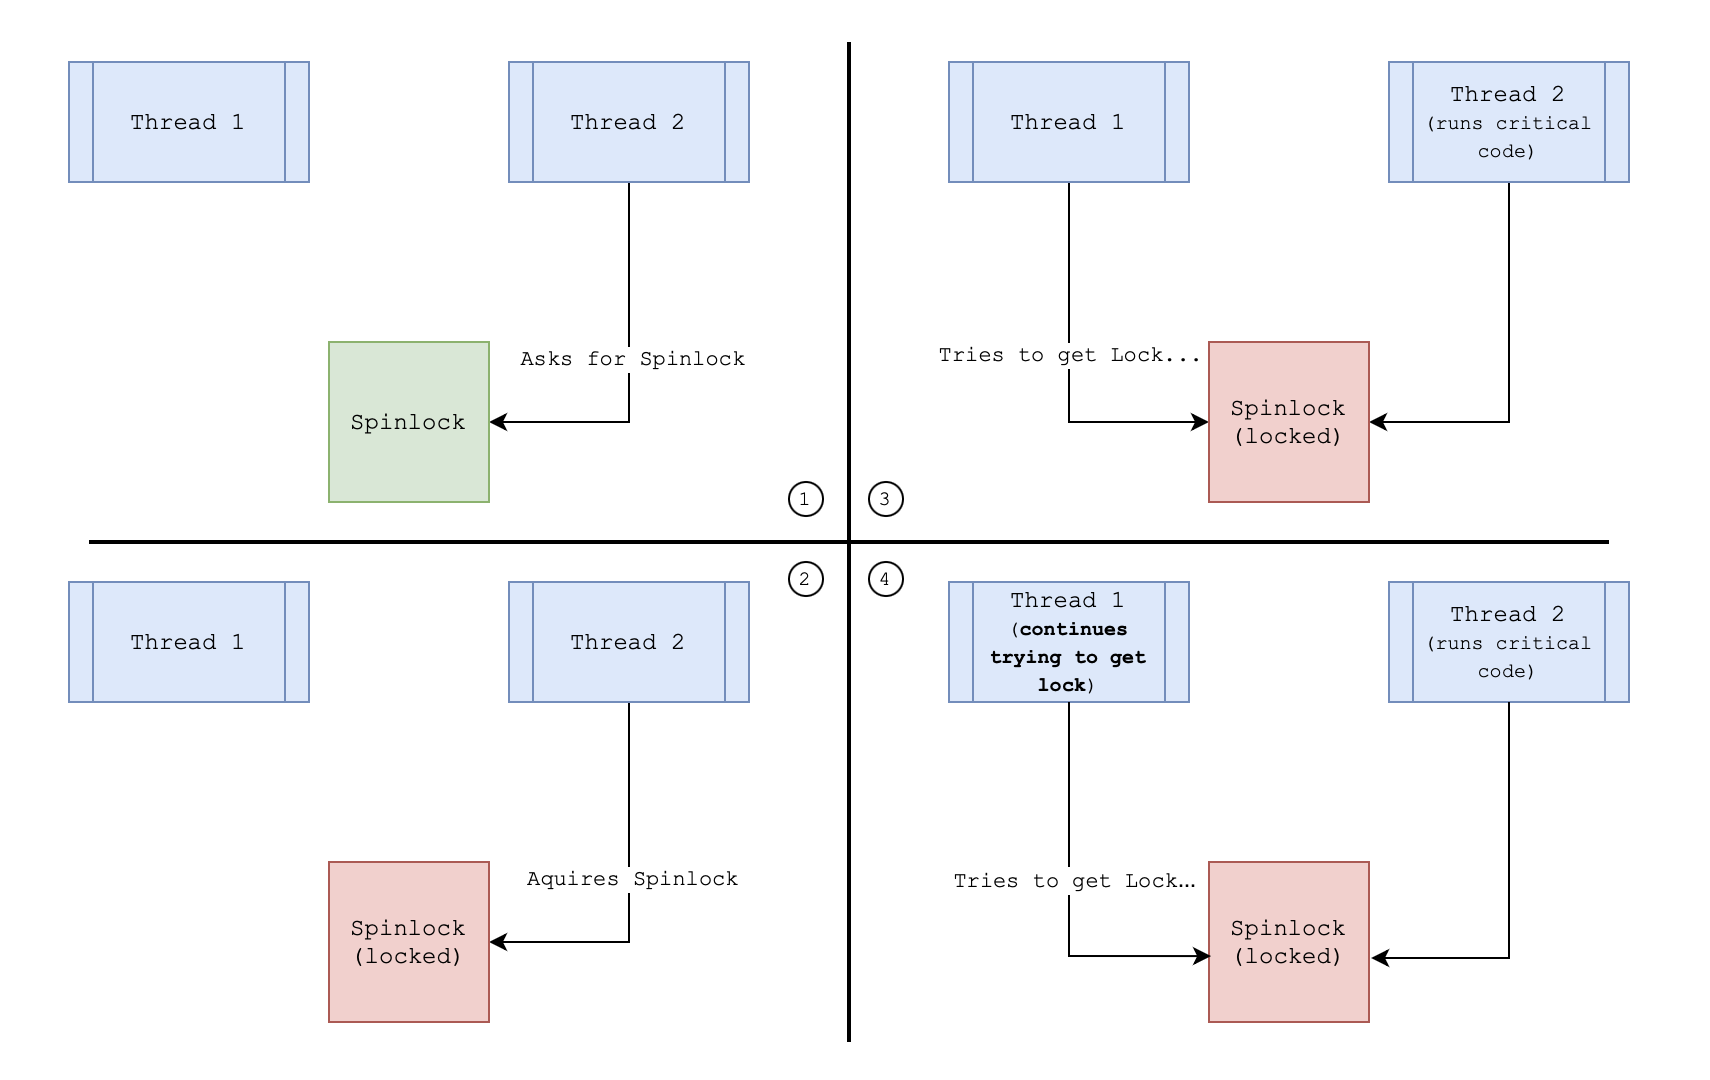 Thread 1
Thread 2
Asks for Spinlock
Spinlock
1
Thread 1
Thread 2
Aquires Spinlock
Spinlock
(locked)
2
Thread 1
Thread 2
(runs critical
code)
Tries to get Lock...
Spinlock
(locked)
3
Thread 1
(continues
trying to get
lock)
Thread 2
(runs critical
code)
Tries to get Lock...
Spinlock
(locked)
4